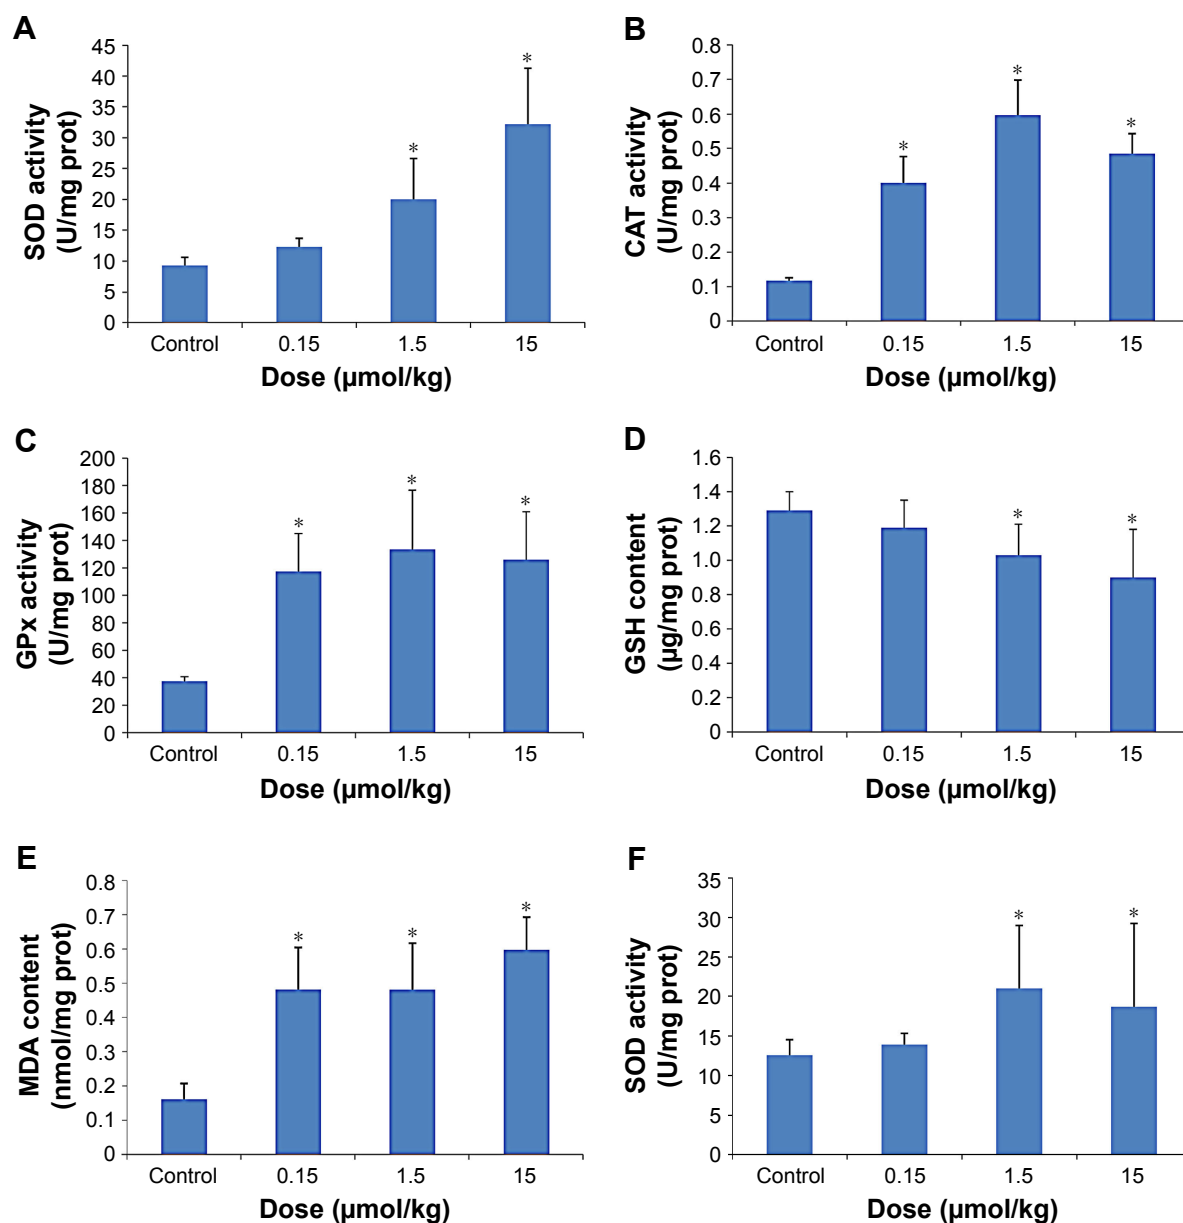 A
SOD activity
(U/mg prot)
45
40
35
30
25
20
15
10
5
0
*
*
Control
0.15
1.5
15
Dose (µmol/kg)
B
CAT activity
(U/mg prot)
0.8
0.7
0.6
0.5
0.4
0.3
0.2
0.1
0
*
*
*
Control
0.15
1.5
15
Dose (µmol/kg)
C
GPx activity
(U/mg prot)
200
180
160
140
120
100
80
60
40
20
0
*
*
*
Control
0.15
1.5
15
Dose (µmol/kg)
D
GSH content
(µg/mg prot)
1.6
1.4
1.2
1.0
0.8
0.6
0.4
0.2
0
*
*
Control
0.15
1.5
15
Dose (µmol/kg)
E
MDA content
(nmol/mg prot)
0.8
0.7
0.6
0.5
0.4
0.3
0.2
0.1
0
*
*
*
Control
0.15
1.5
15
Dose (µmol/kg)
F
SOD activity
(U/mg prot)
35
30
25
20
15
10
5
0
*
*
Control
0.15
1.5
15
Dose (µmol/kg)